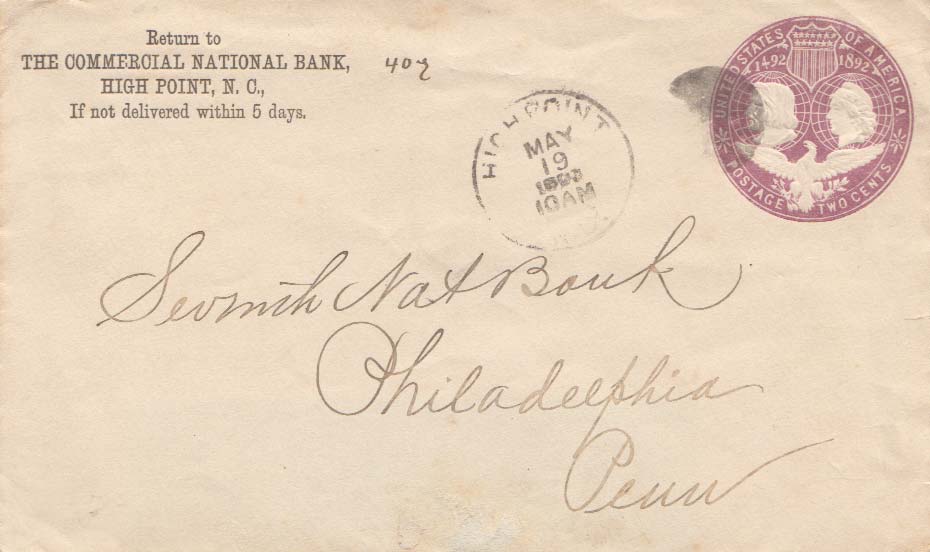 Return to
THE COMMERCIAL NATIONAL BANK,
HIGH POINT, N. C.,
If not delivered within 5 days.
407
UNITED STATES OF AMERICA
1492 1892
POSTAGE TWO CENTS
HIGH POINT
MAY
19
10AM
Seventh Nat Bank
Philadelphia
Penn